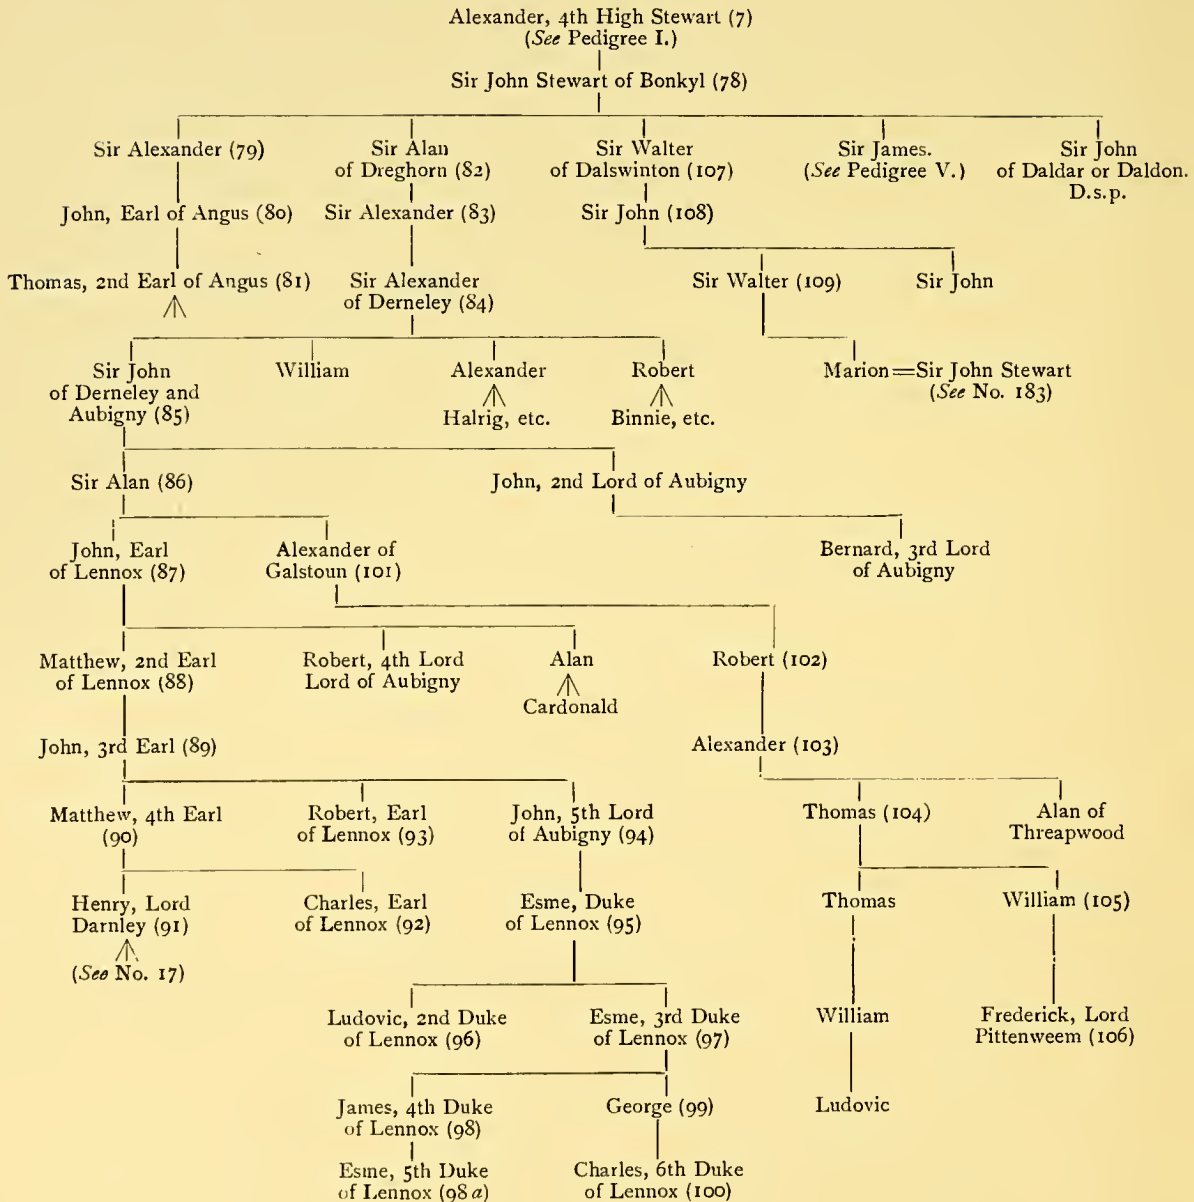 Alexander, 4th High Stewart (7)
(See Pedigree I.)
Sir John Stewart of Bonkyl (78)
Sir Alexander (79)
Sir Alan
of Dreghorn (82)
Sir Walter
of Dalswinton (107)
Sir James.
(See Pedigree V.)
Sir John
of Daldar or Daldon.
D.s.p.
John, Earl of Angus (80)
Sir Alexander (83)
Sir John (108)
Thomas, 2nd Earl of Angus (81)
Sir Alexander
of Derneley (84)
Sir Walter (109)
Sir John
Sir John
of Derneley and
Aubigny (85)
William
Alexander
Halrig, etc.
Robert
Binnie, etc.
Marion=Sir John Stewart
(See No. 183)
Sir Alan (86)
John, 2nd Lord of Aubigny
John, Earl
of Lennox (87)
Alexander of
Galstoun (101)
Bernard, 3rd Lord
of Aubigny
Matthew, 2nd Earl
of Lennox (88)
Robert, 4th Lord
Lord of Aubigny
Alan
Cardonald
Robert (102)
John, 3rd Earl (89)
Alexander (103)
Matthew, 4th Earl
(90)
Robert, Earl
of Lennox (93)
John, 5th Lord
of Aubigny (94)
Thomas (104)
Alan of
Threapwood
Henry, Lord
Darnley (91)
(See No. 17)
Charles, Earl
of Lennox (92)
Esme, Duke
of Lennox (95)
Thomas
William (105)
Ludovic, 2nd Duke
of Lennox (96)
Esme, 3rd Duke
of Lennox (97)
William
Frederick, Lord
Pittenweem (106)
James, 4th Duke
of Lennox (98)
George (99)
Ludovic
Esme, 5th Duke
of Lennox (98a)
Charles, 6th Duke
of Lennox (100)